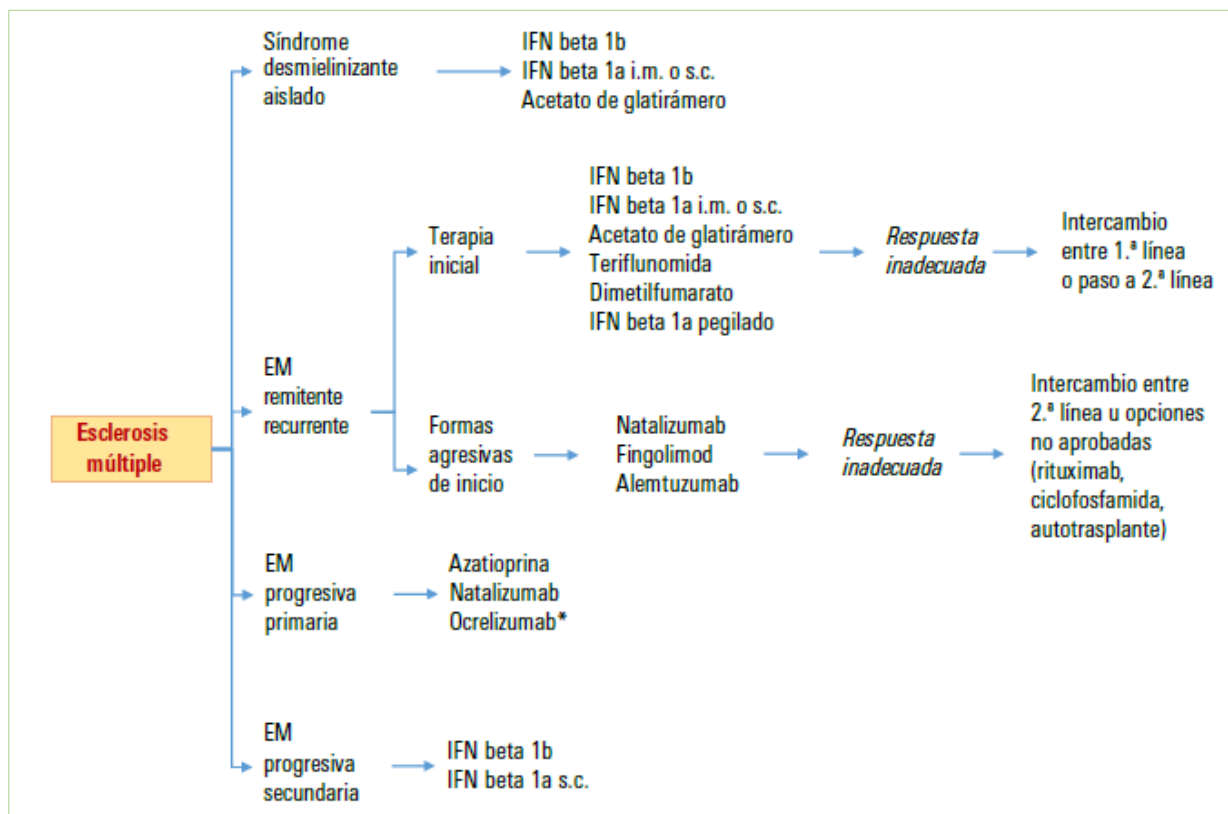 Síndrome
desmielinizante
aislado
IFN beta 1b
IFN beta 1a i.m. o s.c.
Acetato de glatirámero
Esclerosis
múltiple
EM
remitente
recurrente
Terapia
inicial
IFN beta 1b
IFN beta 1a i.m. o s.c.
Acetato de glatirámero
Teriflunomida
Dimetilfumarato
IFN beta 1a pegilado
Respuesta
inadecuada
Intercambio
entre 1.ª línea
o paso a 2.ª línea
Formas
agresivas
de inicio
Natalizumab
Fingolimod
Alemtuzumab
Respuesta
inadecuada
Intercambio entre
2.ª línea u opciones
no aprobadas
(rituximab,
ciclofosfamida,
autotrasplante)
EM
progresiva
primaria
Azatioprina
Natalizumab
Ocrelizumab*
EM
progresiva
secundaria
IFN beta 1b
IFN beta 1a s.c.